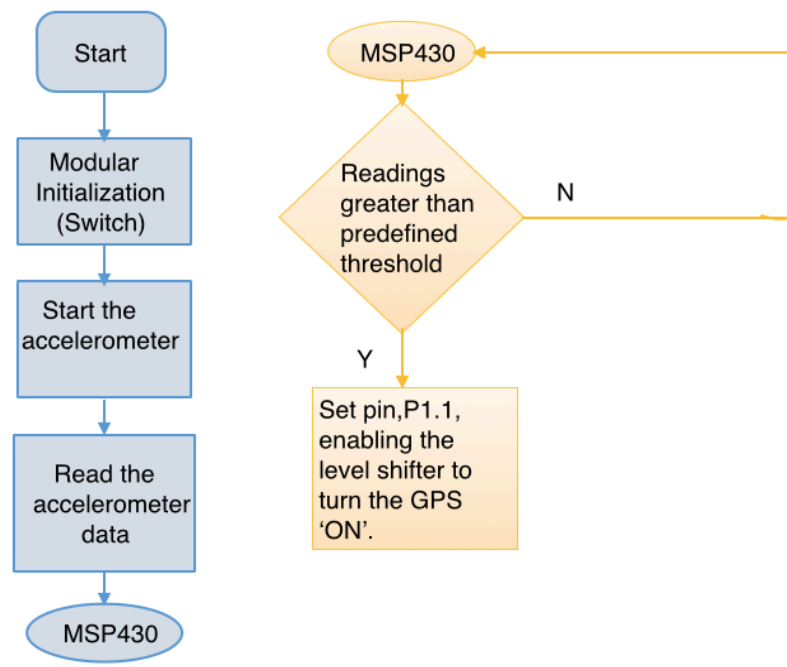 Start
Modular
Initialization
(Switch)
Start the
accelerometer
Read the
accelerometer
data
MSP430
MSP430
Readings
greater than
predefined
threshold
N
Y
Set pin,P1.1,
enabling the
level shifter to
turn the GPS
‘ON’.